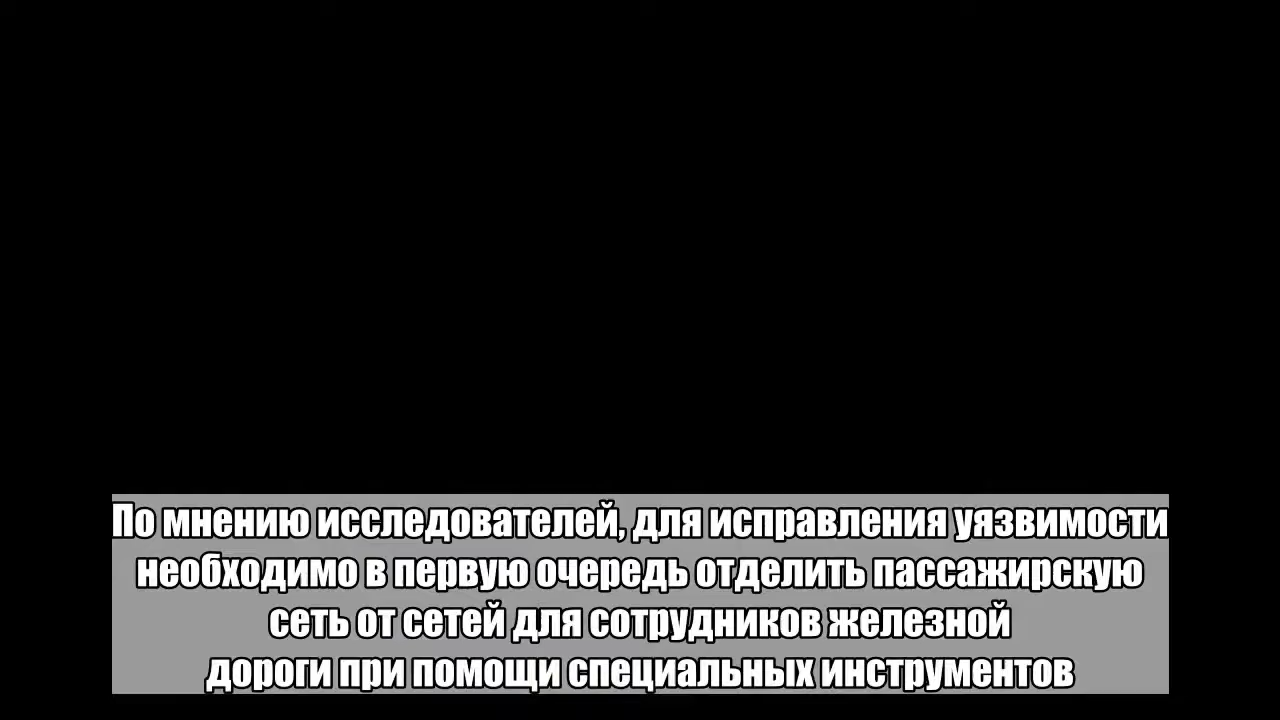 По мнению исследователей, для исправления уязвимости
необходимо в первую очередь отделить пассажирскую
сеть от сетей для сотрудников железной
дороги при помощи специальных инструментов